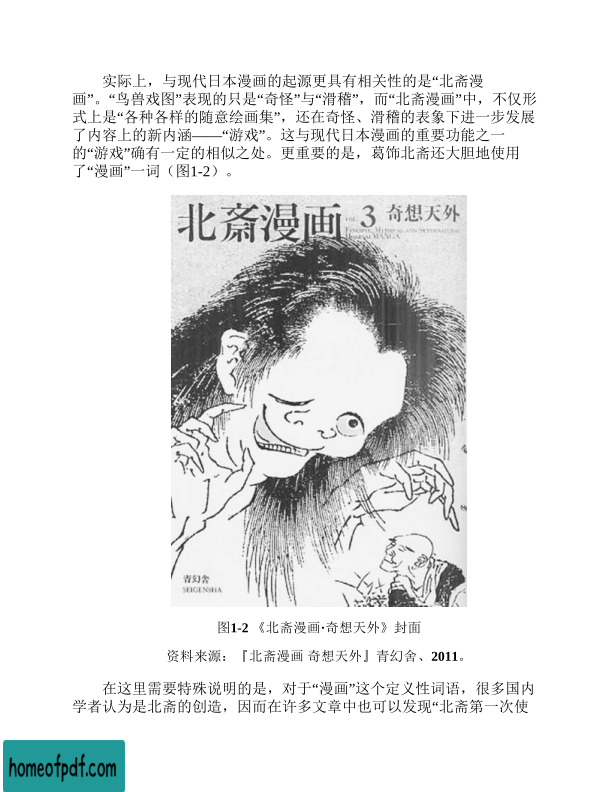 实际上，与现代日本漫画的起源更具有相关性的是“北斋漫
画”。“鸟兽戏图”表现的只是“奇怪”与“滑稽”，而“北斋漫画”中，不仅形
式上是“各种各样的随意绘画集”，还在奇怪、滑稽的表象下进一步发展
了内容上的新内涵——“游戏”。这与现代日本漫画的重要功能之一
的“游戏”确有一定的相似之处。更重要的是，葛饰北斋还大胆地使用
了“漫画”一词（图1-2）。
北斎漫画 VOL. 3 奇想天外
FANCIFUL, MYTHICAL AND SUPERNATURAL
HOKUSAI MANGA
青幻舎
SEIGENSHA
图1-2 《北斋漫画·奇想天外》封面
资料来源：『北斋漫画 奇想天外』青幻舍、2011。
在这里需要特殊说明的是，对于“漫画”这个定义性词语，很多国内
学者认为是北斋的创造，因而在许多文章中也可以发现“北斋第一次使
homeofpdf.com